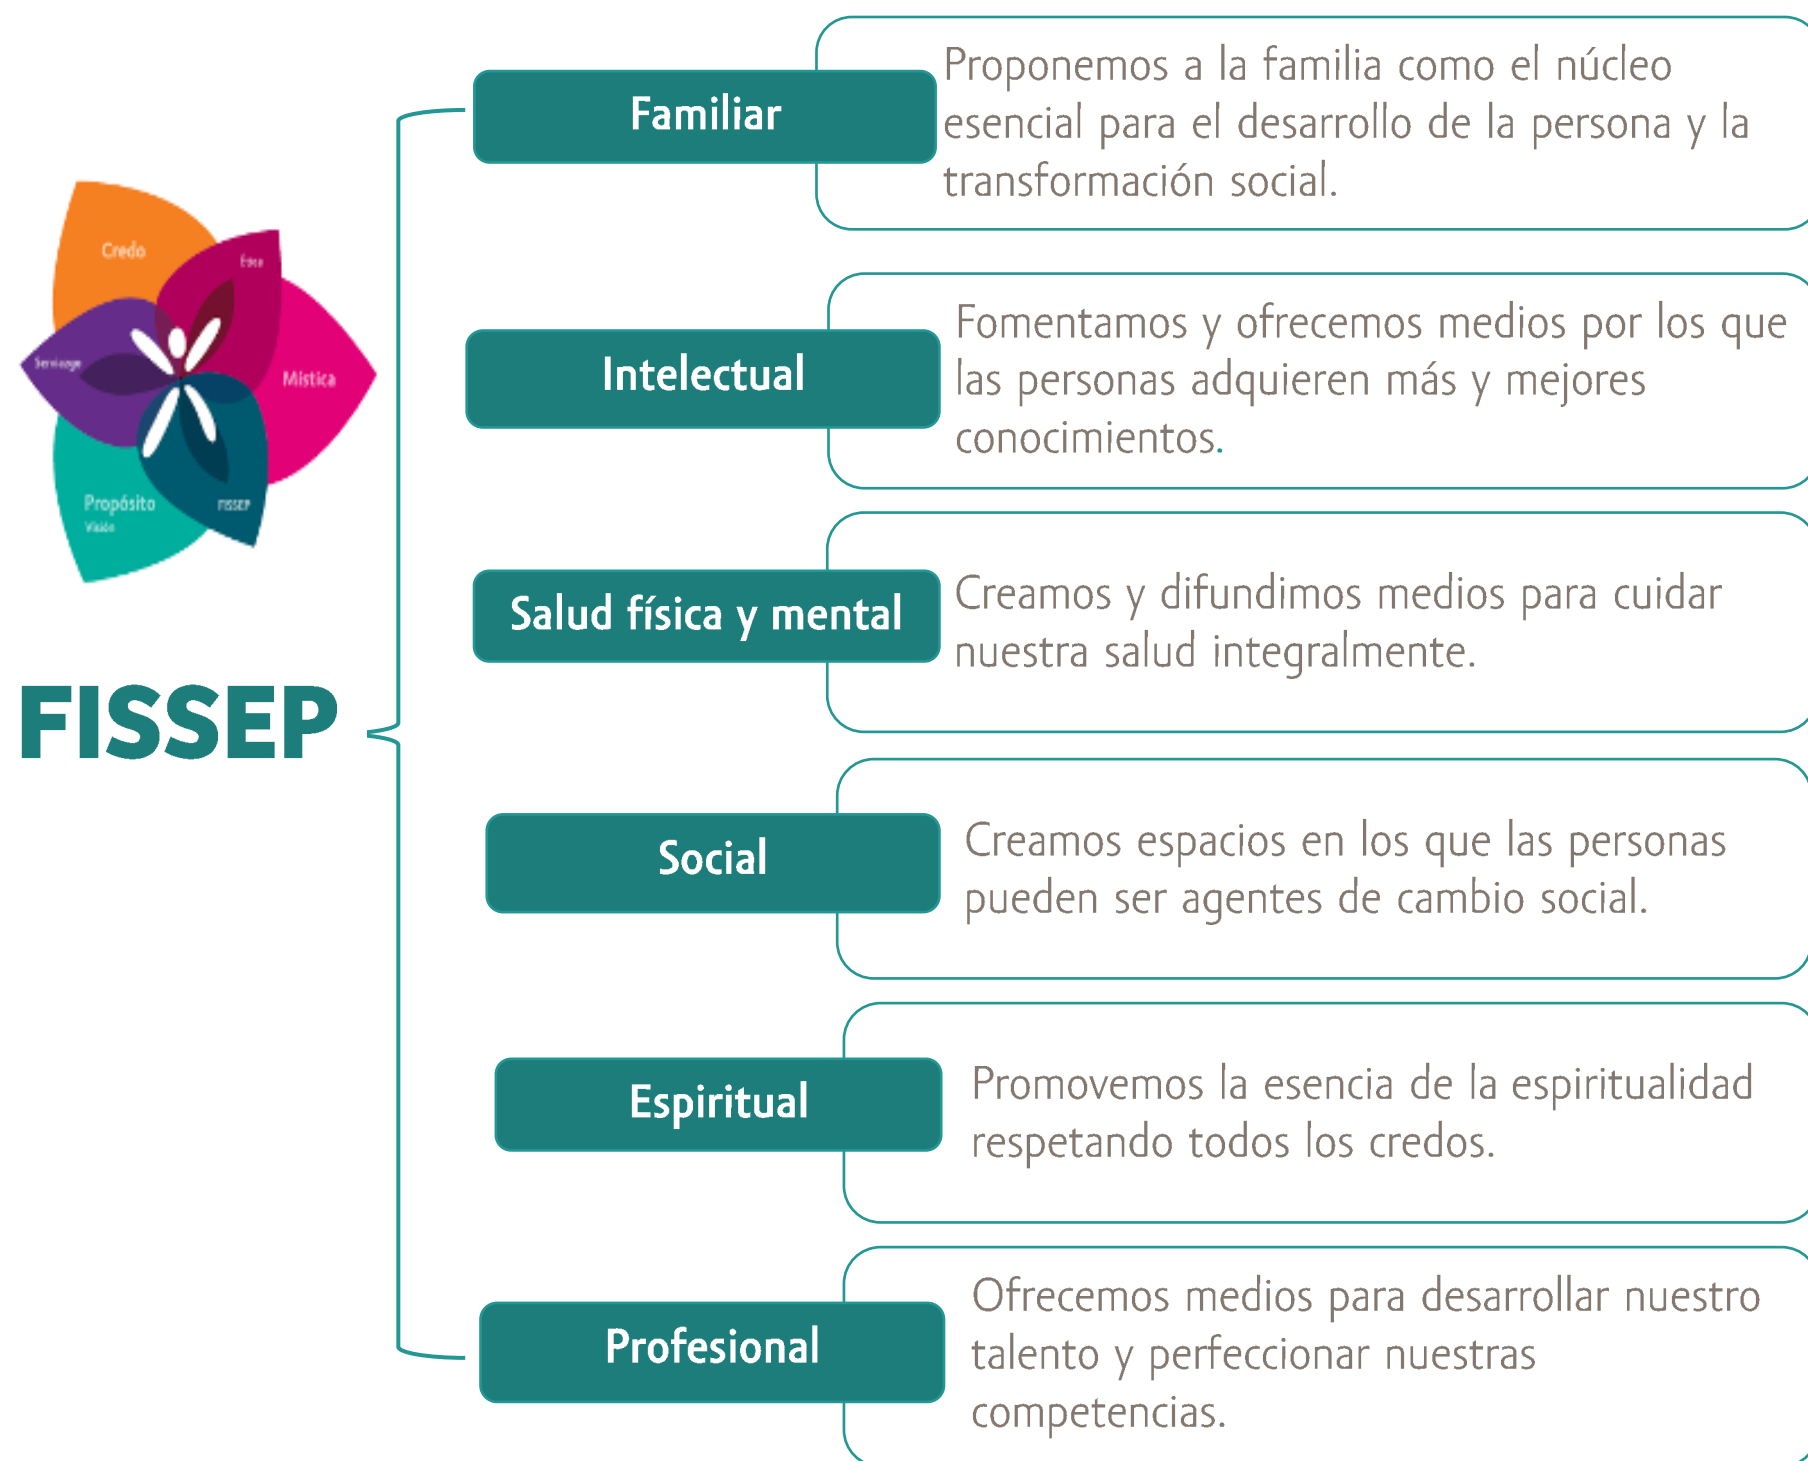 Credo
Ética
Serviazgo
Mística
Propósito
Visión
FISSEP
FISSEP
Familiar
Proponemos a la familia como el núcleo
esencial para el desarrollo de la persona y la
transformación social.
Intelectual
Fomentamos y ofrecemos medios por los que
las personas adquieren más y mejores
conocimientos.
Salud física y mental
Creamos y difundimos medios para cuidar
nuestra salud integralmente.
Social
Creamos espacios en los que las personas
pueden ser agentes de cambio social.
Espiritual
Promovemos la esencia de la espiritualidad
respetando todos los credos.
Profesional
Ofrecemos medios para desarrollar nuestro
talento y perfeccionar nuestras
competencias.